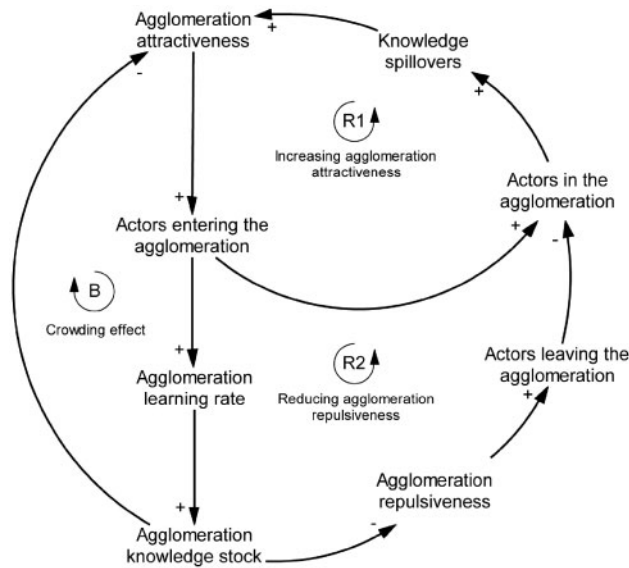 Agglomeration
attractiveness
+
Knowledge
spillovers
-
+
R1
Increasing agglomeration
attractiveness
Actors in the
agglomeration
+
Actors entering the
agglomeration
+
-
B
Crowding effect
+
R2
Actors leaving the
agglomeration
Agglomeration
learning rate
Reducing agglomeration
repulsiveness
+
Agglomeration
repulsiveness
+
-
Agglomeration
knowledge stock